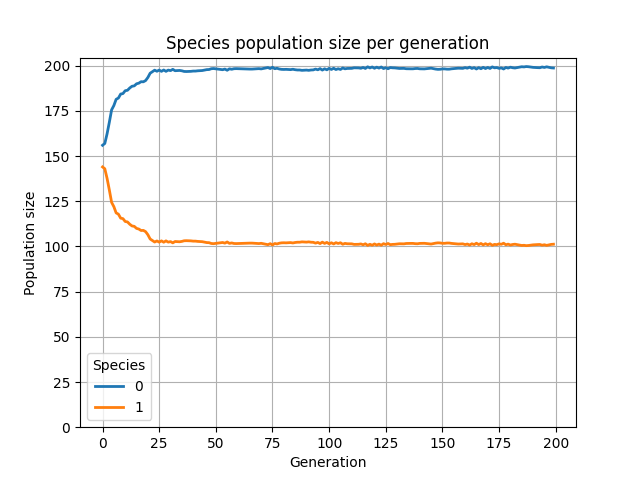 Species population size per generation
Population size
200
175
150
125
100
75
50
25
0
Species
0
1
0 25 50 75 100 125 150 175 200
Generation